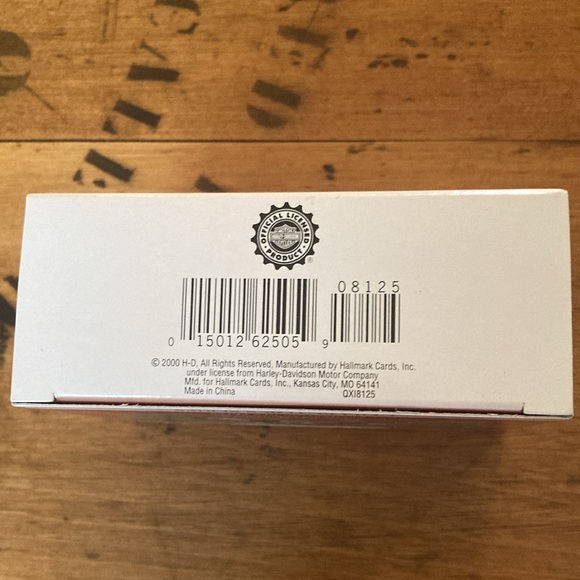 OFFICIAL LICENSED
PRODUCT
®
08125
0 15012 62505 9
© 2000 H-D, All Rights Reserved, Manufactured by Hallmark Cards, Inc.
under license from Harley-Davidson Motor Company
Mfd. for Hallmark Cards, Inc., Kansas City, MO 64141
Made in China QXI8125